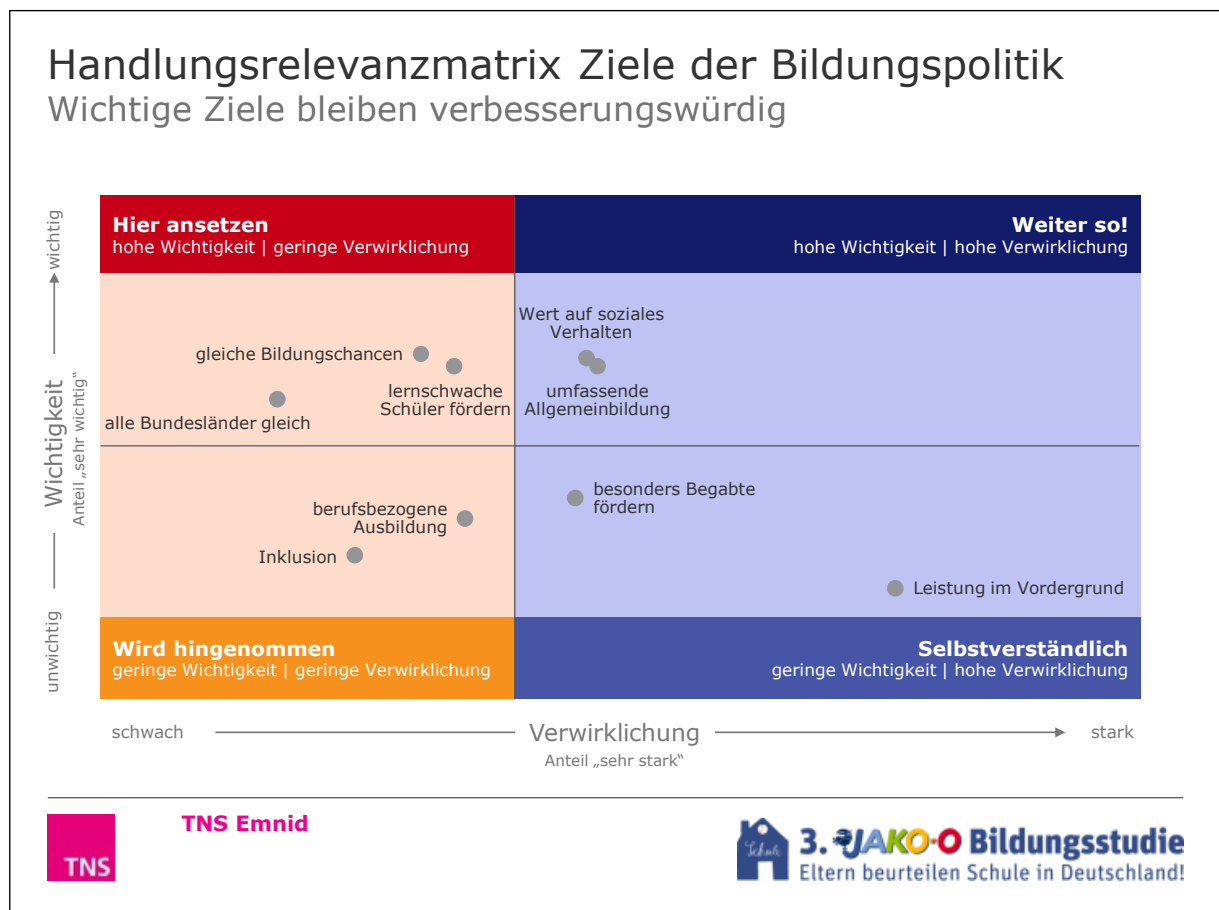 Handlungsrelevanzmatrix Ziele der Bildungspolitik
Wichtige Ziele bleiben verbesserungswürdig
Hier ansetzen
hohe Wichtigkeit | geringe Verwirklichung
Weiter so!
hohe Wichtigkeit | hohe Verwirklichung
wichtig
Wichtigkeit
Anteil „sehr wichtig“
unwichtig
Wert auf soziales
Verhalten
gleiche Bildungschancen
lernschwache
Schüler fördern
umfassende
Allgemeinbildung
alle Bundesländer gleich
besonders Begabte
fördern
berufsbezogene
Ausbildung
Inklusion
Leistung im Vordergrund
Wird hingenommen
geringe Wichtigkeit | geringe Verwirklichung
Selbstverständlich
geringe Wichtigkeit | hohe Verwirklichung
schwach
Verwirklichung
stark
Anteil „sehr stark“
TNS Emnid
TNS
Schule
3. JAKO-O Bildungsstudie
Eltern beurteilen Schule in Deutschland!